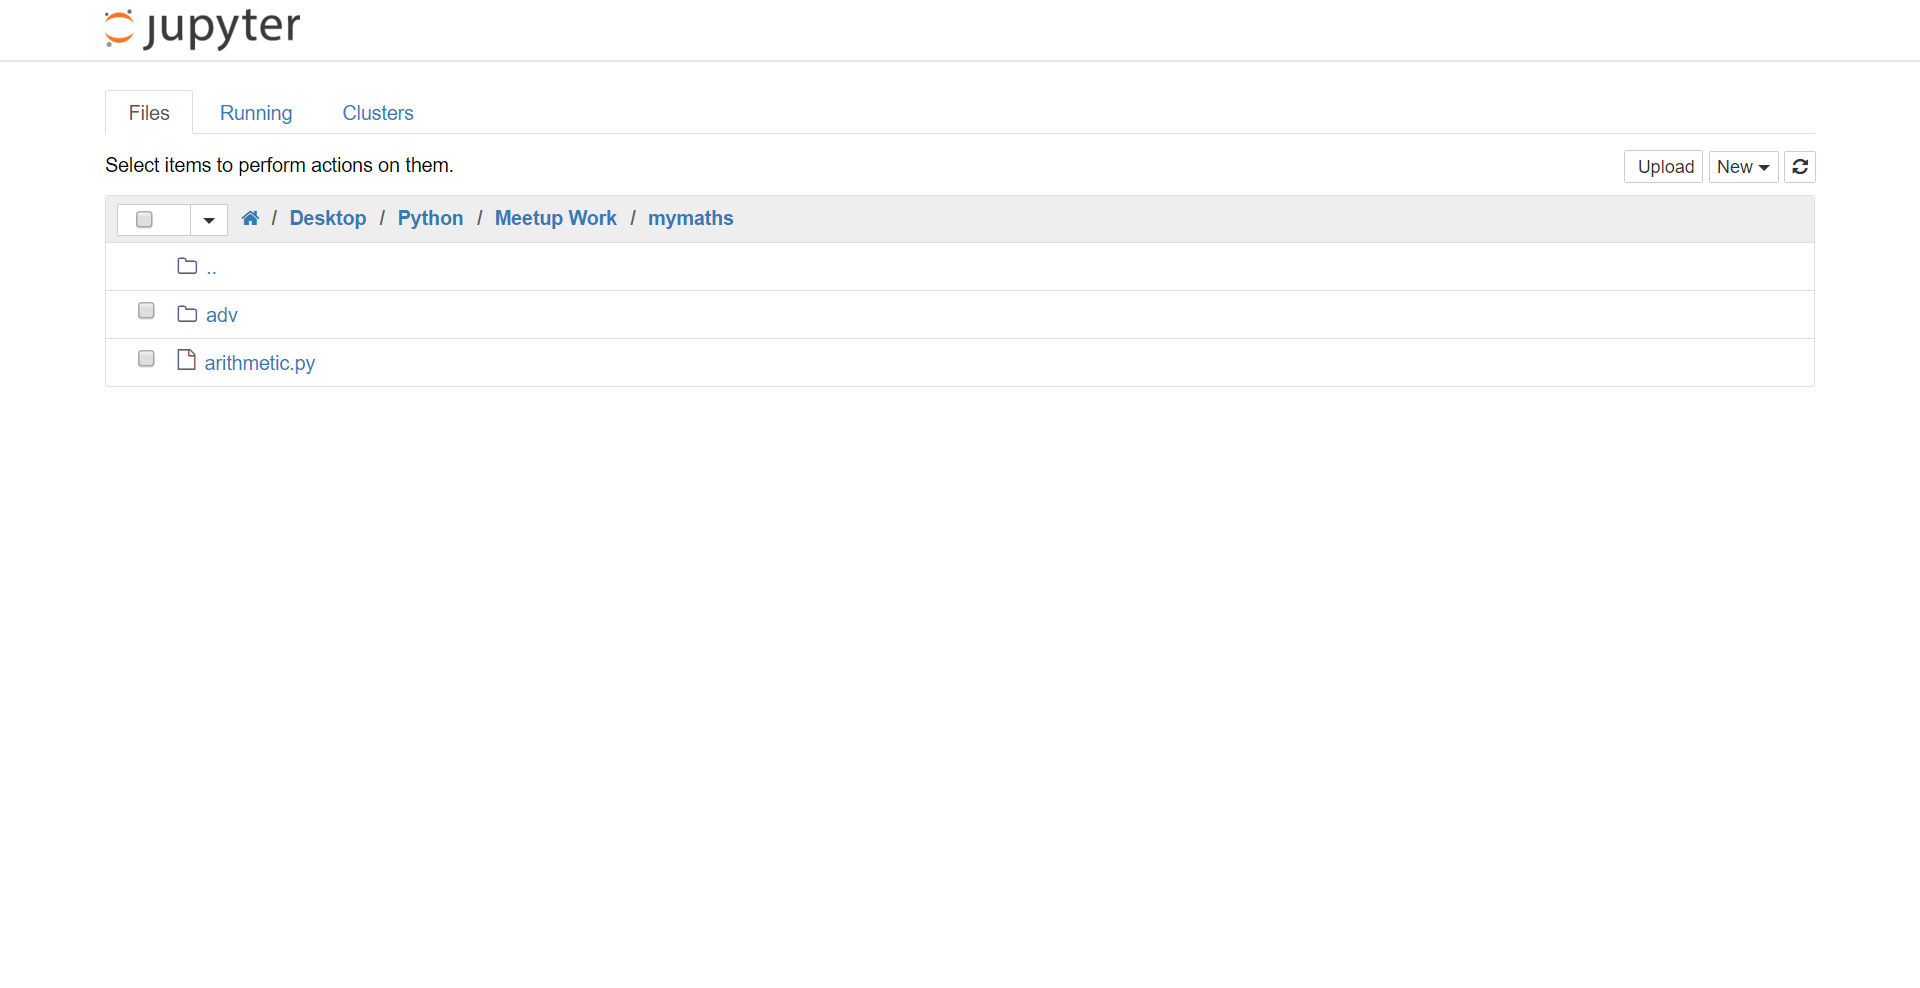 jupyter
Files Running Clusters
Select items to perform actions on them.
Upload New
/ Desktop / Python / Meetup Work / mymaths
..
adv
arithmetic.py